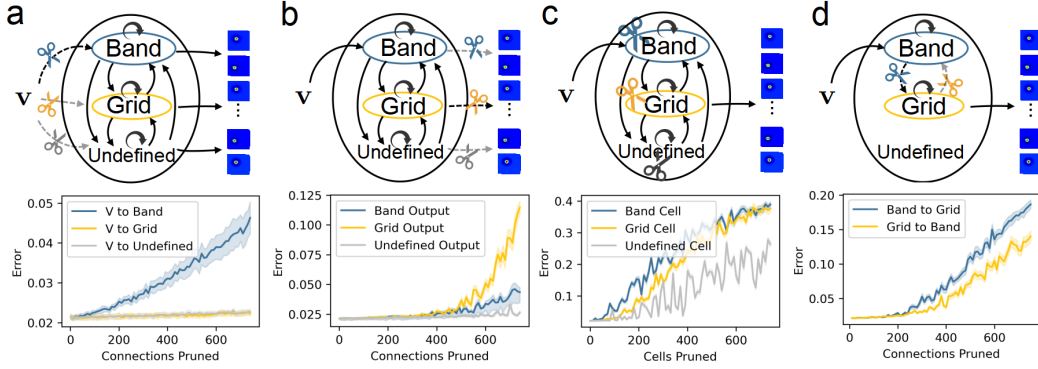 a
V
Band
Grid
Undefined
⋮
0.05
0.04
0.03
0.02
Error
V to Band
V to Grid
V to Undefined
0
200
400
600
Connections Pruned
b
V
Band
Grid
Undefined
⋮
0.125
0.100
0.075
0.050
0.025
Error
Band Output
Grid Output
Undefined Output
0
200
400
600
Connections Pruned
c
V
Band
Grid
Undefined
⋮
0.4
0.3
0.2
0.1
Error
Band Cell
Grid Cell
Undefined Cell
0
200
400
600
Cells Pruned
d
V
Band
Grid
Undefined
⋮
0.20
0.15
0.10
0.05
Error
Band to Grid
Grid to Band
0
200
400
600
Connections Pruned